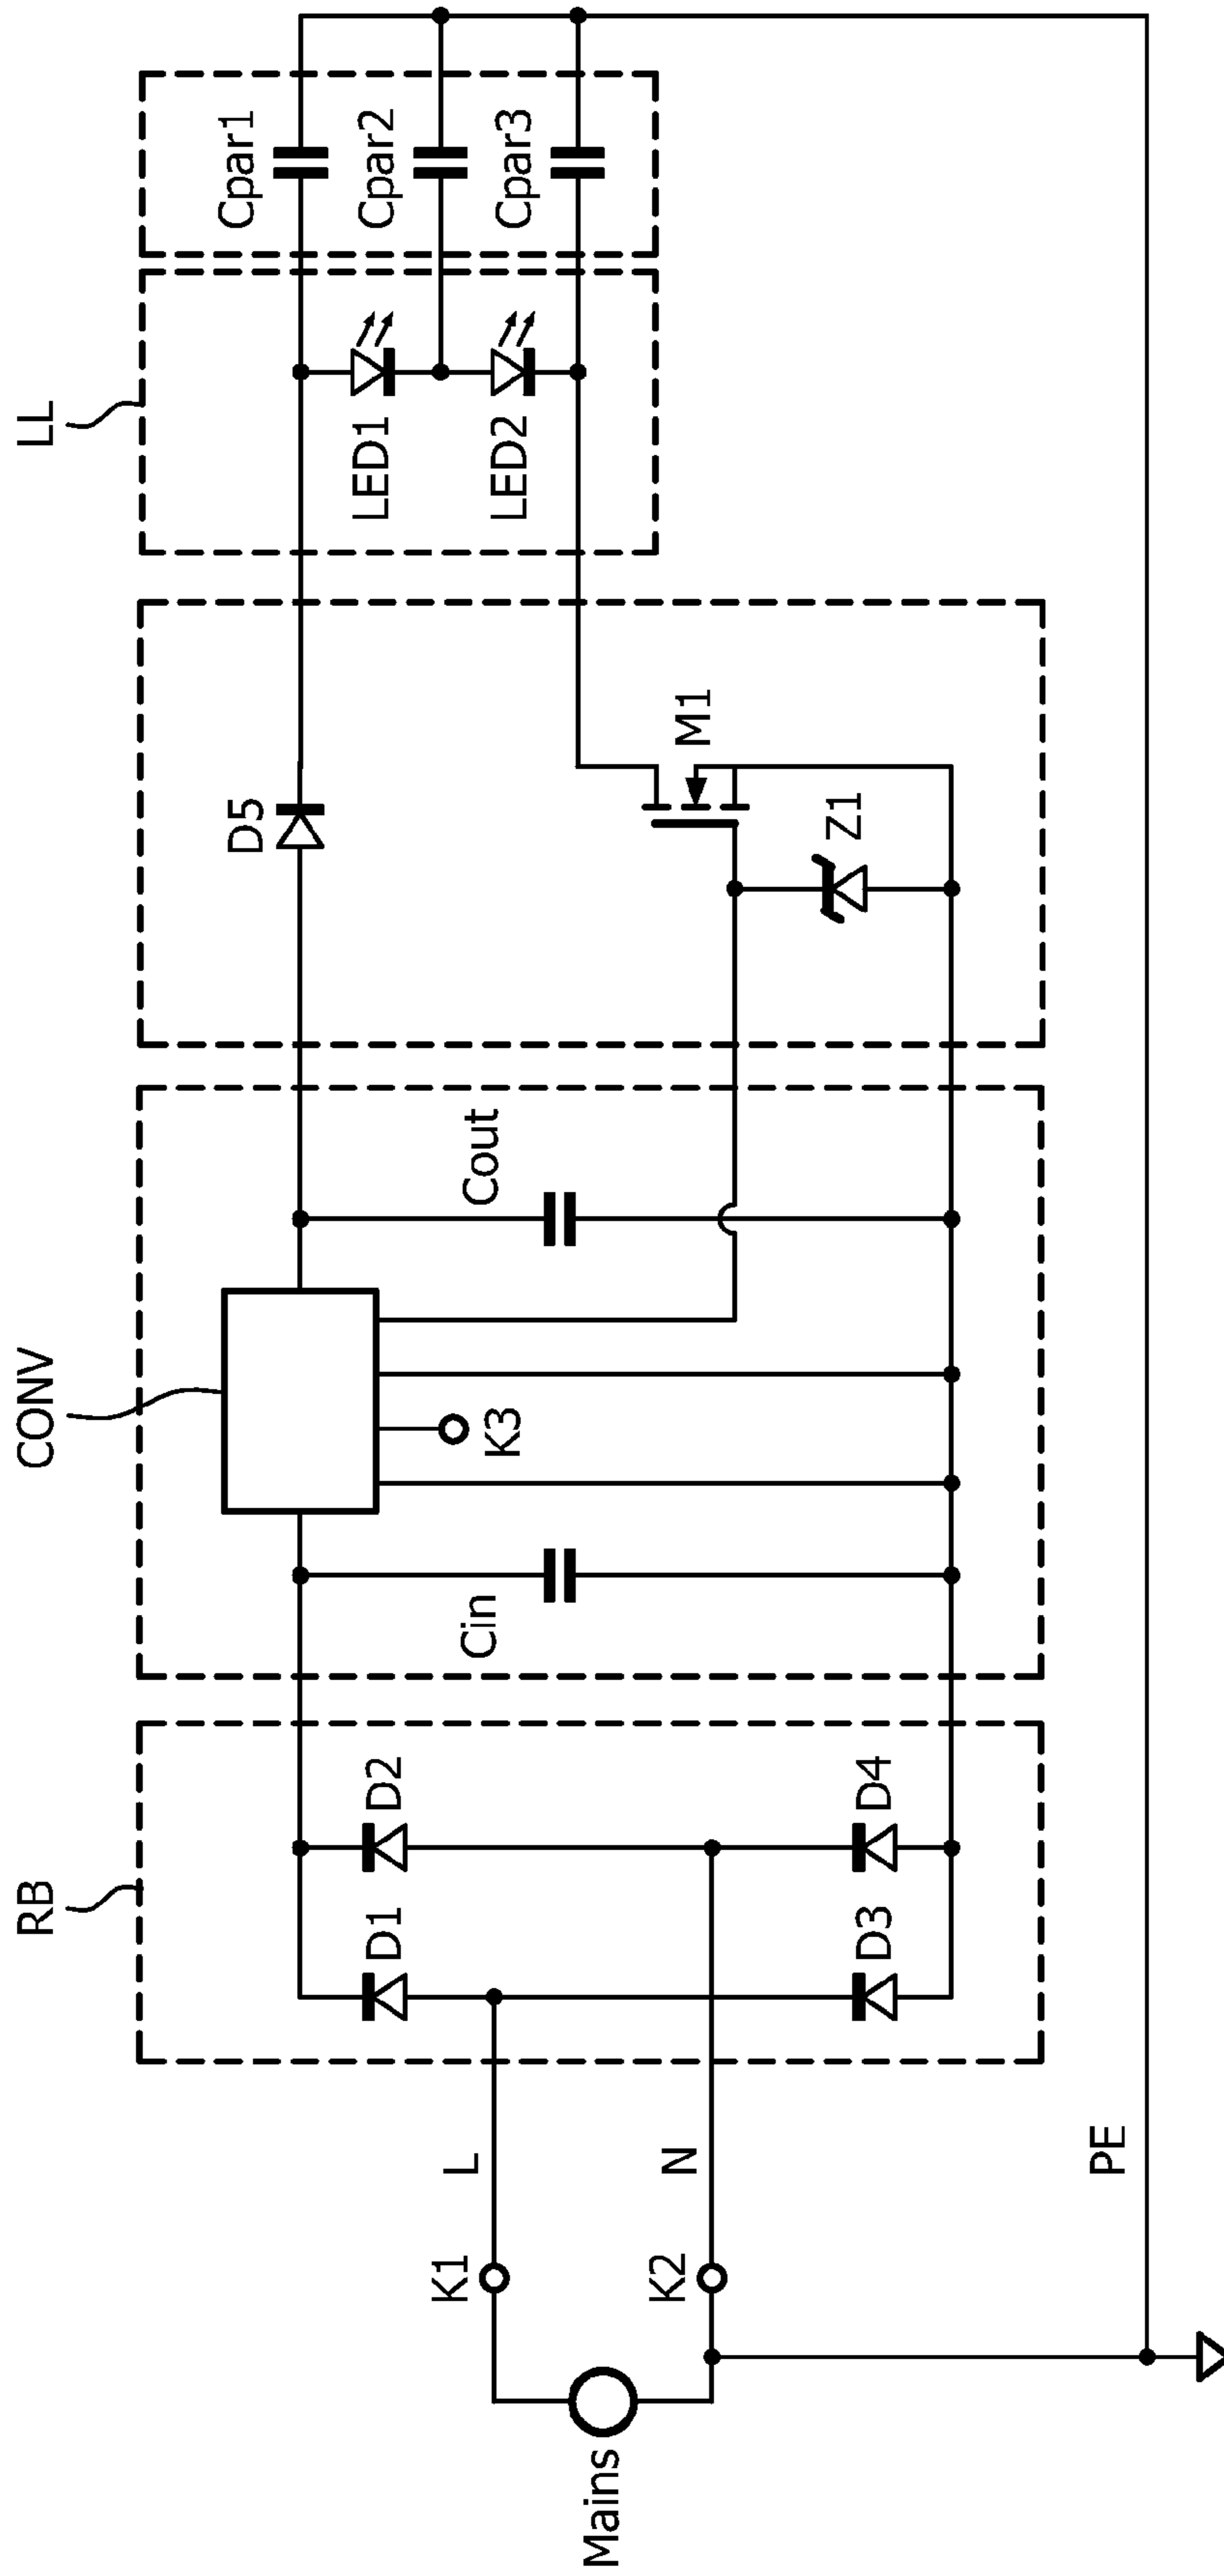 Mains
K1
K2
L
N
PE
RB
D1
D2
D3
D4
CONV
Cin
K3
Cout
D5
M1
Z1
LL
LED1
LED2
Cpar1
Cpar2
Cpar3